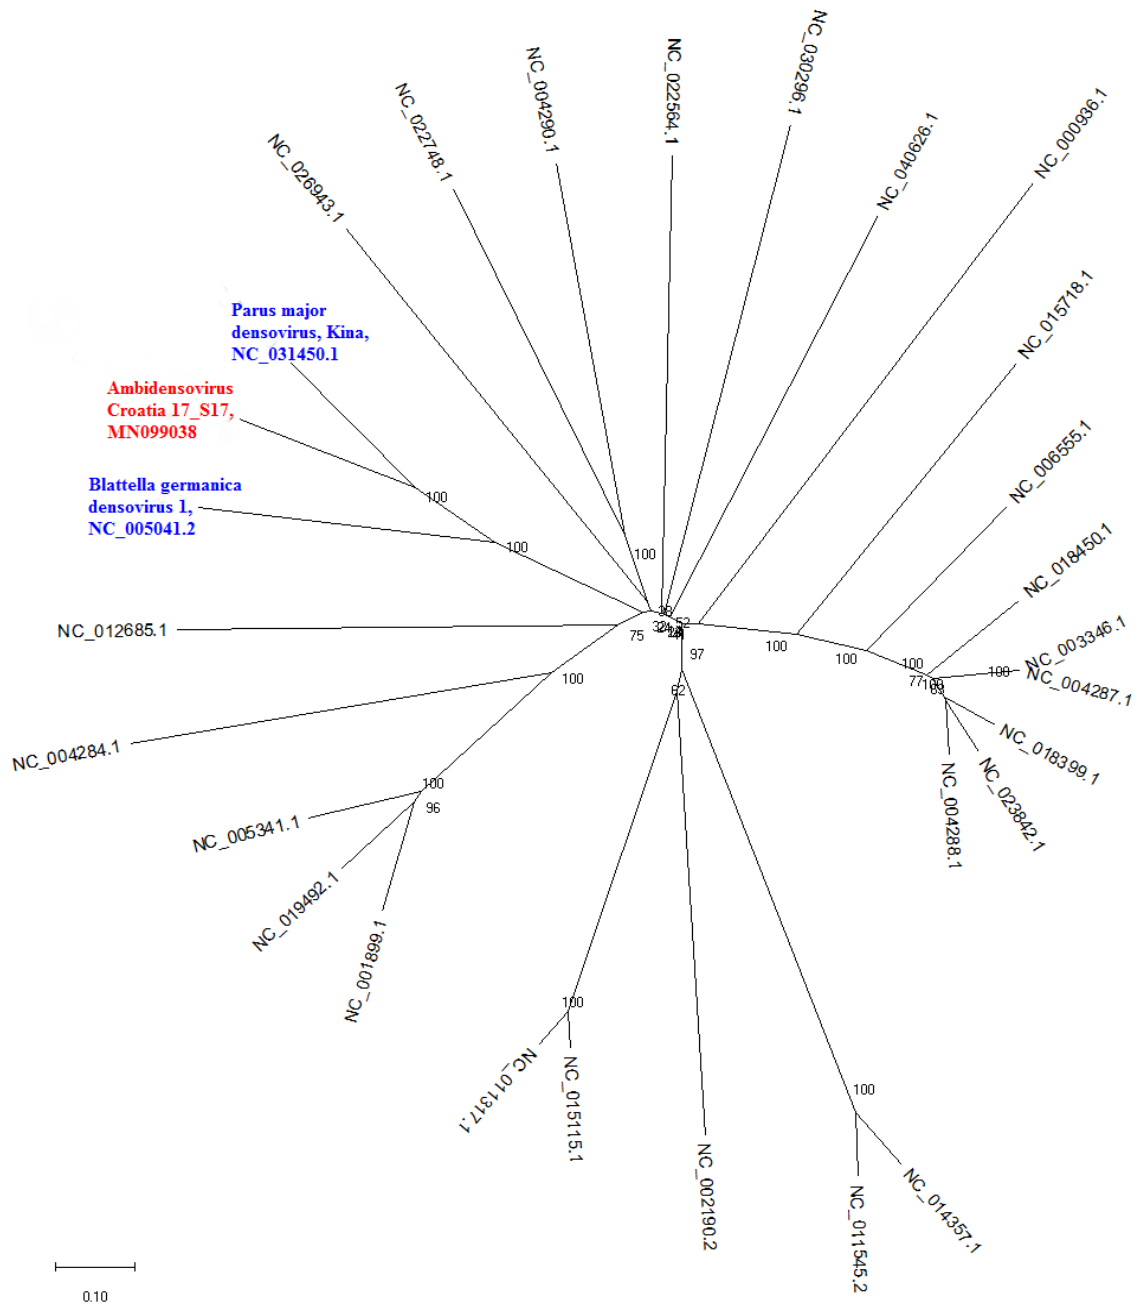 NC_026943.1
NC_022748.1
NC_004290.1
NC_022564.1
NC_030296.1
NC_040626.1
NC_000936.1
NC_015718.1
NC_006555.1
NC_018450.1
NC_003346.1
NC_004287.1
NC_018399.1
NC_023842.1
NC_004288.1
Parus major
densovirus, Kina,
NC_031450.1
Ambidensovirus
Croatia 17_S17,
MN099038
Blattella germanica
densovirus 1,
NC_005041.2
NC_012685.1
NC_004284.1
NC_005341.1
NC_019492.1
NC_001899.1
NC_011317.1
NC_015115.1
NC_002190.2
NC_011545.2
NC_014357.1
100
100
100
38
52
75
97
62
100
100
100
100
77
100
96
100
100
0.10